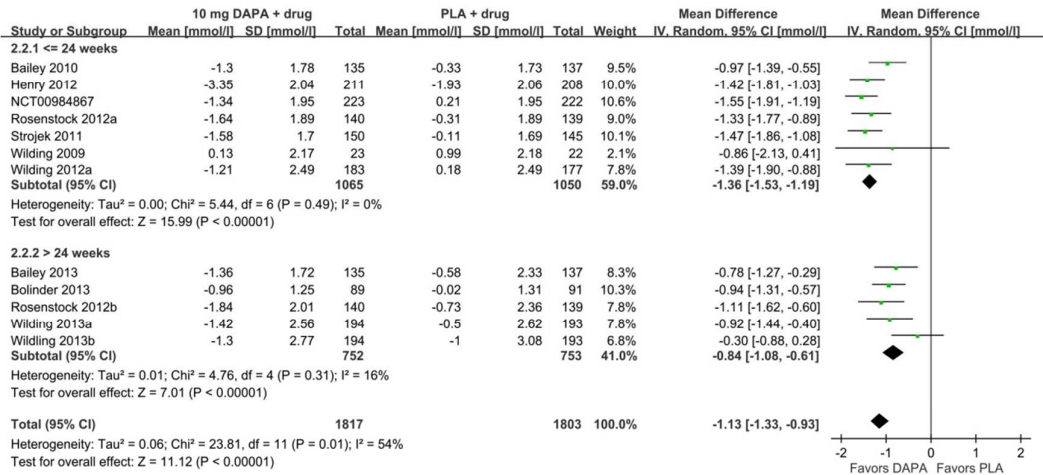 10 mg DAPA + drug PLA + drug Mean Difference Mean Difference
Study or Subgroup Mean [mmol/l] SD [mmol/l] Total Mean [mmol/l] SD [mmol/l] Total Weight IV, Random, 95% CI [mmol/l] IV, Random, 95% CI [mmol/l]
2.2.1 <= 24 weeks
Bailey 2010 -1.3 1.78 135 -0.33 1.73 137 9.5% -0.97 [-1.39, -0.55]
Henry 2012 -3.35 2.04 211 -1.93 2.06 208 10.0% -1.42 [-1.81, -1.03]
NCT00984867 -1.34 1.95 223 0.21 1.95 222 10.6% -1.55 [-1.91, -1.19]
Rosenstock 2012a -1.64 1.89 140 -0.31 1.89 139 9.0% -1.33 [-1.77, -0.89]
Strojek 2011 -1.58 1.7 150 -0.11 1.69 145 10.1% -1.47 [-1.86, -1.08]
Wilding 2009 0.13 2.17 23 0.99 2.18 22 2.1% -0.86 [-2.13, 0.41]
Wilding 2012a -1.21 2.49 183 0.18 2.49 177 7.8% -1.39 [-1.90, -0.88]
Subtotal (95% CI) 1065 1050 59.0% -1.36 [-1.53, -1.19]
Heterogeneity: Tau² = 0.00; Chi² = 5.44, df = 6 (P = 0.49); I² = 0%
Test for overall effect: Z = 15.99 (P < 0.00001)
2.2.2 > 24 weeks
Bailey 2013 -1.36 1.72 135 -0.58 2.33 137 8.3% -0.78 [-1.27, -0.29]
Bolinder 2013 -0.96 1.25 89 -0.02 1.31 91 10.3% -0.94 [-1.31, -0.57]
Rosenstock 2012b -1.84 2.01 140 -0.73 2.36 139 7.8% -1.11 [-1.62, -0.60]
Wilding 2013a -1.42 2.56 194 -0.5 2.62 193 7.8% -0.92 [-1.44, -0.40]
Wildling 2013b -1.3 2.77 194 -1 3.08 193 6.8% -0.30 [-0.88, 0.28]
Subtotal (95% CI) 752 753 41.0% -0.84 [-1.08, -0.61]
Heterogeneity: Tau² = 0.01; Chi² = 4.76, df = 4 (P = 0.31); I² = 16%
Test for overall effect: Z = 7.01 (P < 0.00001)
Total (95% CI) 1817 1803 100.0% -1.13 [-1.33, -0.93]
Heterogeneity: Tau² = 0.06; Chi² = 23.81, df = 11 (P = 0.01); I² = 54%
Test for overall effect: Z = 11.12 (P < 0.00001)
-2 -1 0 1 2
Favors DAPA Favors PLA